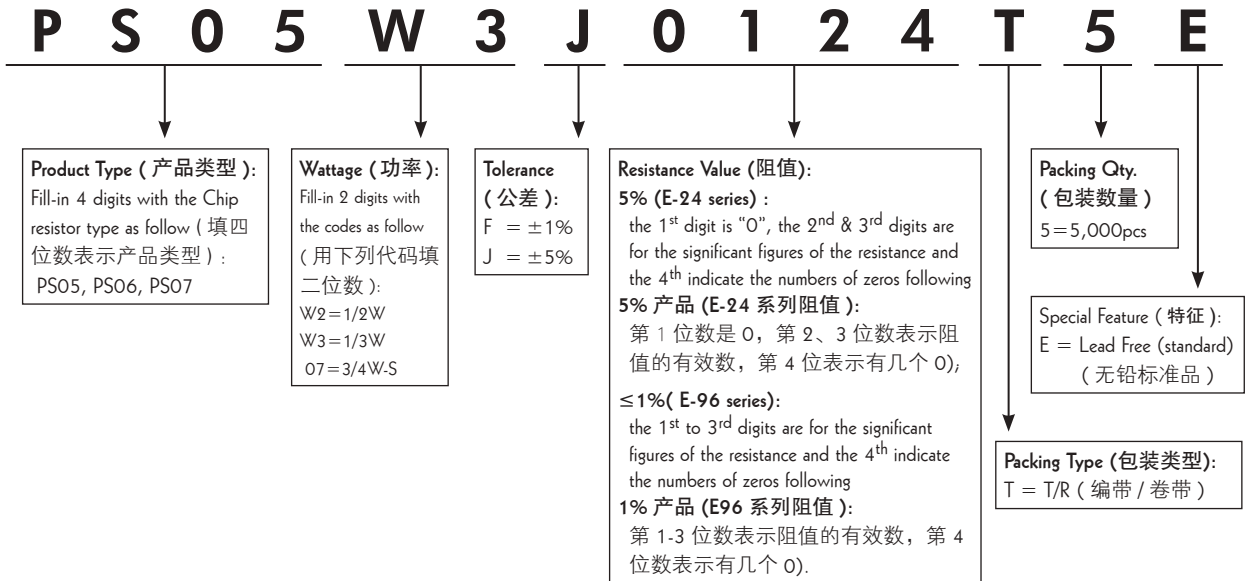 P S 0 5 W 3 J 0 1 2 4 T 5 E
Product Type ( 产品类型 ):
Fill-in 4 digits with the Chip
resistor type as follow ( 填四
位数表示产品类型 ) :
PS05, PS06, PS07
Wattage ( 功率 ):
Fill-in 2 digits with
the codes as follow
( 用下列代码填
二位数 ):
W2=1/2W
W3=1/3W
07=3/4W-S
Tolerance
( 公差 ):
F = ±1%
J = ±5%
Resistance Value (阻值):
5% (E-24 series) :
the 1st digit is “0”, the 2nd & 3rd digits are
for the significant figures of the resistance and
the 4th indicate the numbers of zeros following
5% 产品 (E-24 系列阻值 ):
第 1 位数是 0，第 2、3 位数表示阻
值的有效数，第 4 位表示有几个 0);
≤1%( E-96 series):
the 1st to 3rd digits are for the significant
figures of the resistance and the 4th indicate
the numbers of zeros following
1% 产品 (E96 系列阻值 ):
第 1-3 位数表示阻值的有效数，第 4
位数表示有几个 0).
Packing Qty.
( 包装数量 )
5=5,000pcs
Special Feature ( 特征 ):
E = Lead Free (standard)
( 无铅标准品 )
Packing Type (包装类型):
T = T/R ( 编带 / 卷带 )